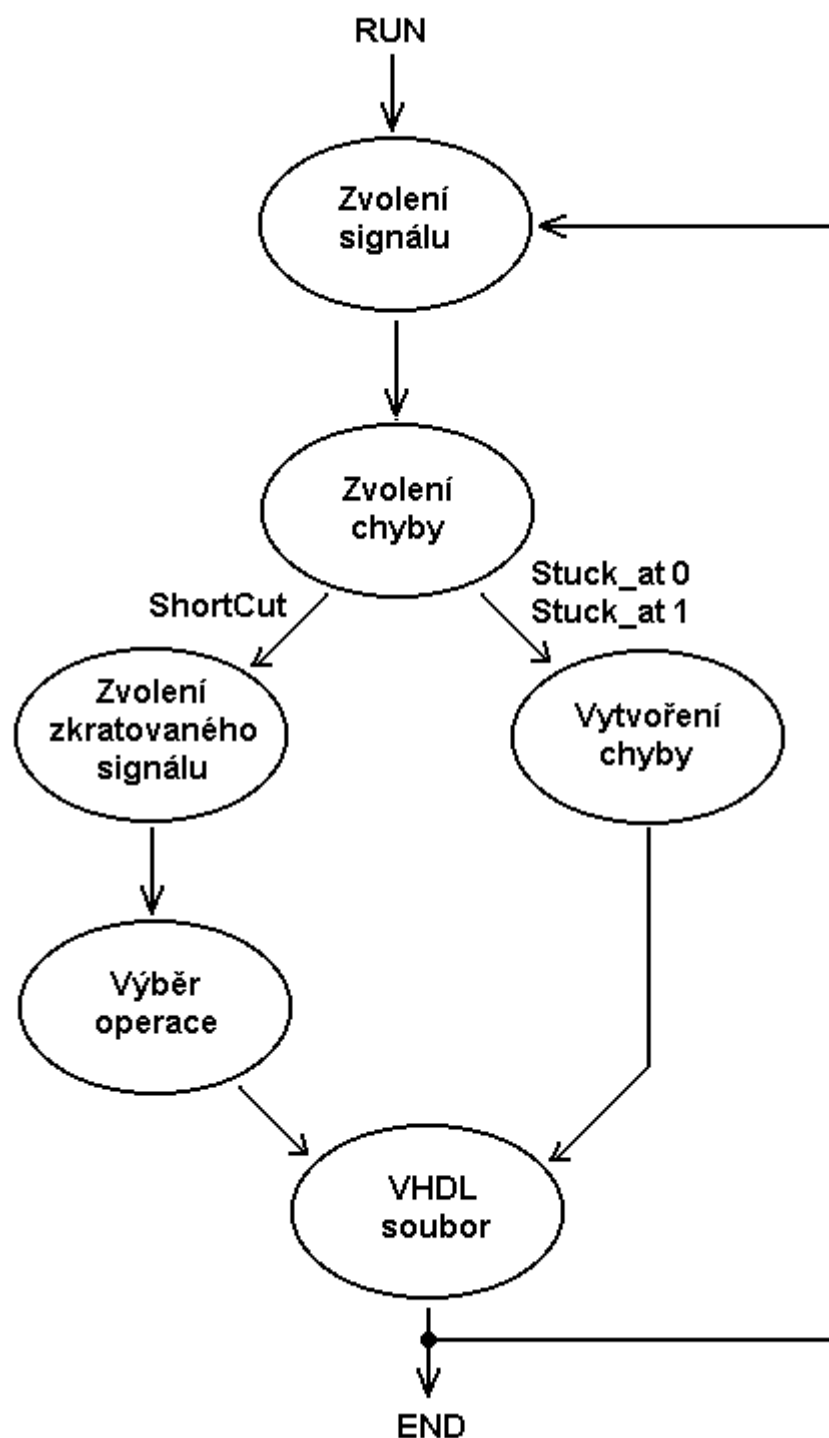 RUN
Zvolení
signálu
Zvolení
chyby
ShortCut
Stuck_at 0
Stuck_at 1
Zvolení
zkratovaného
signálu
Vytvoření
chyby
Výběr
operace
VHDL
soubor
END